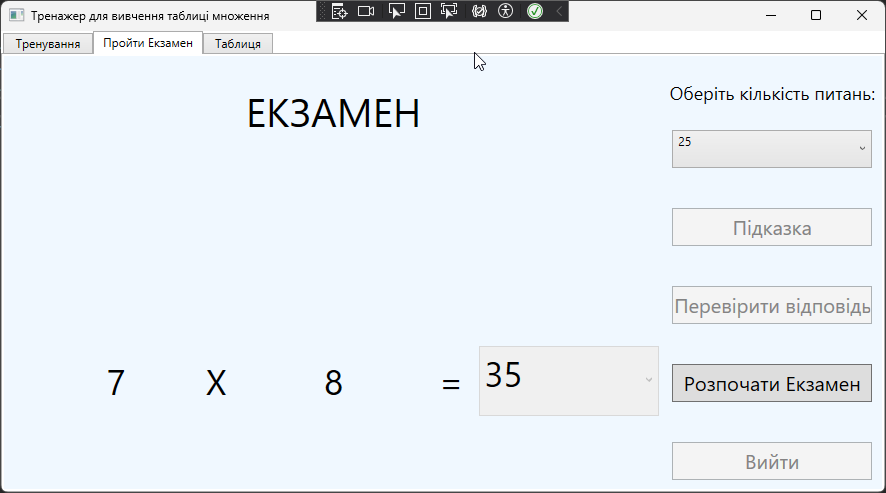 Тренажер для вивчення таблиці множення
Тренування
Пройти Екзамен
Таблиця
ЕКЗАМЕН
Оберіть кількість питань:
25
Підказка
Перевірити відповідь
7 X 8 = 35
Розпочати Екзамен
Вийти